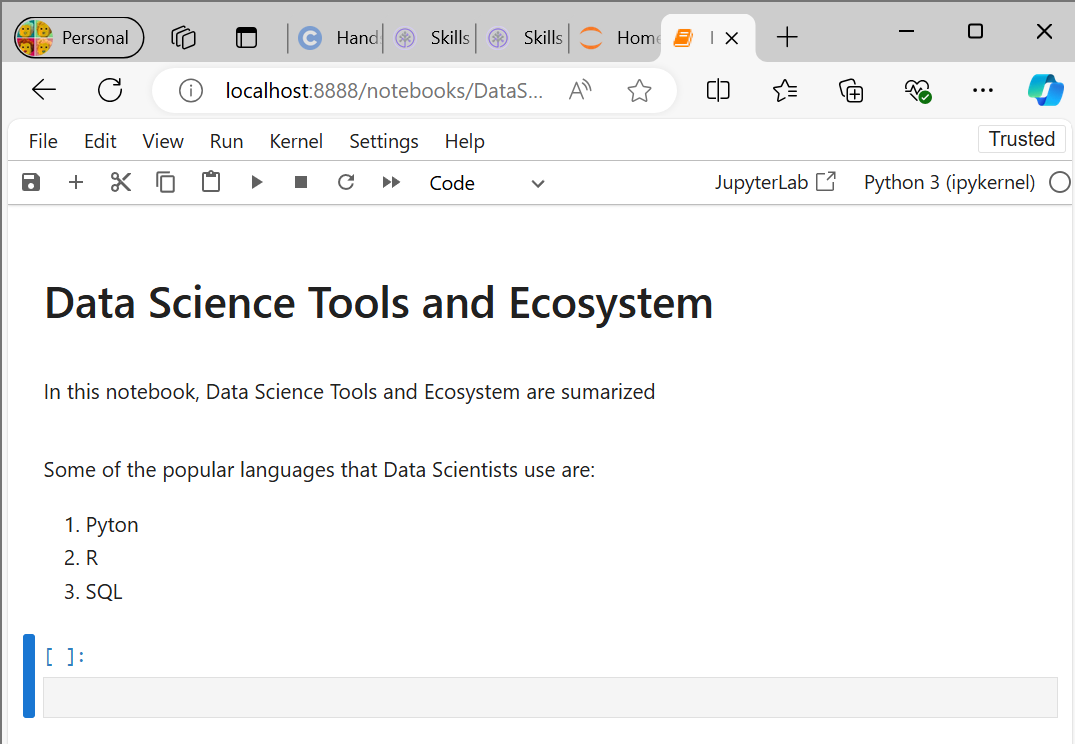 Personal
Hand
Skills
Skills
Home
localhost:8888/notebooks/DataS...
File Edit View Run Kernel Settings Help
Trusted
Code
JupyterLab
Python 3 (ipykernel)
Data Science Tools and Ecosystem
In this notebook, Data Science Tools and Ecosystem are sumarized
Some of the popular languages that Data Scientists use are:
1. Pyton
2. R
3. SQL
[ ]: